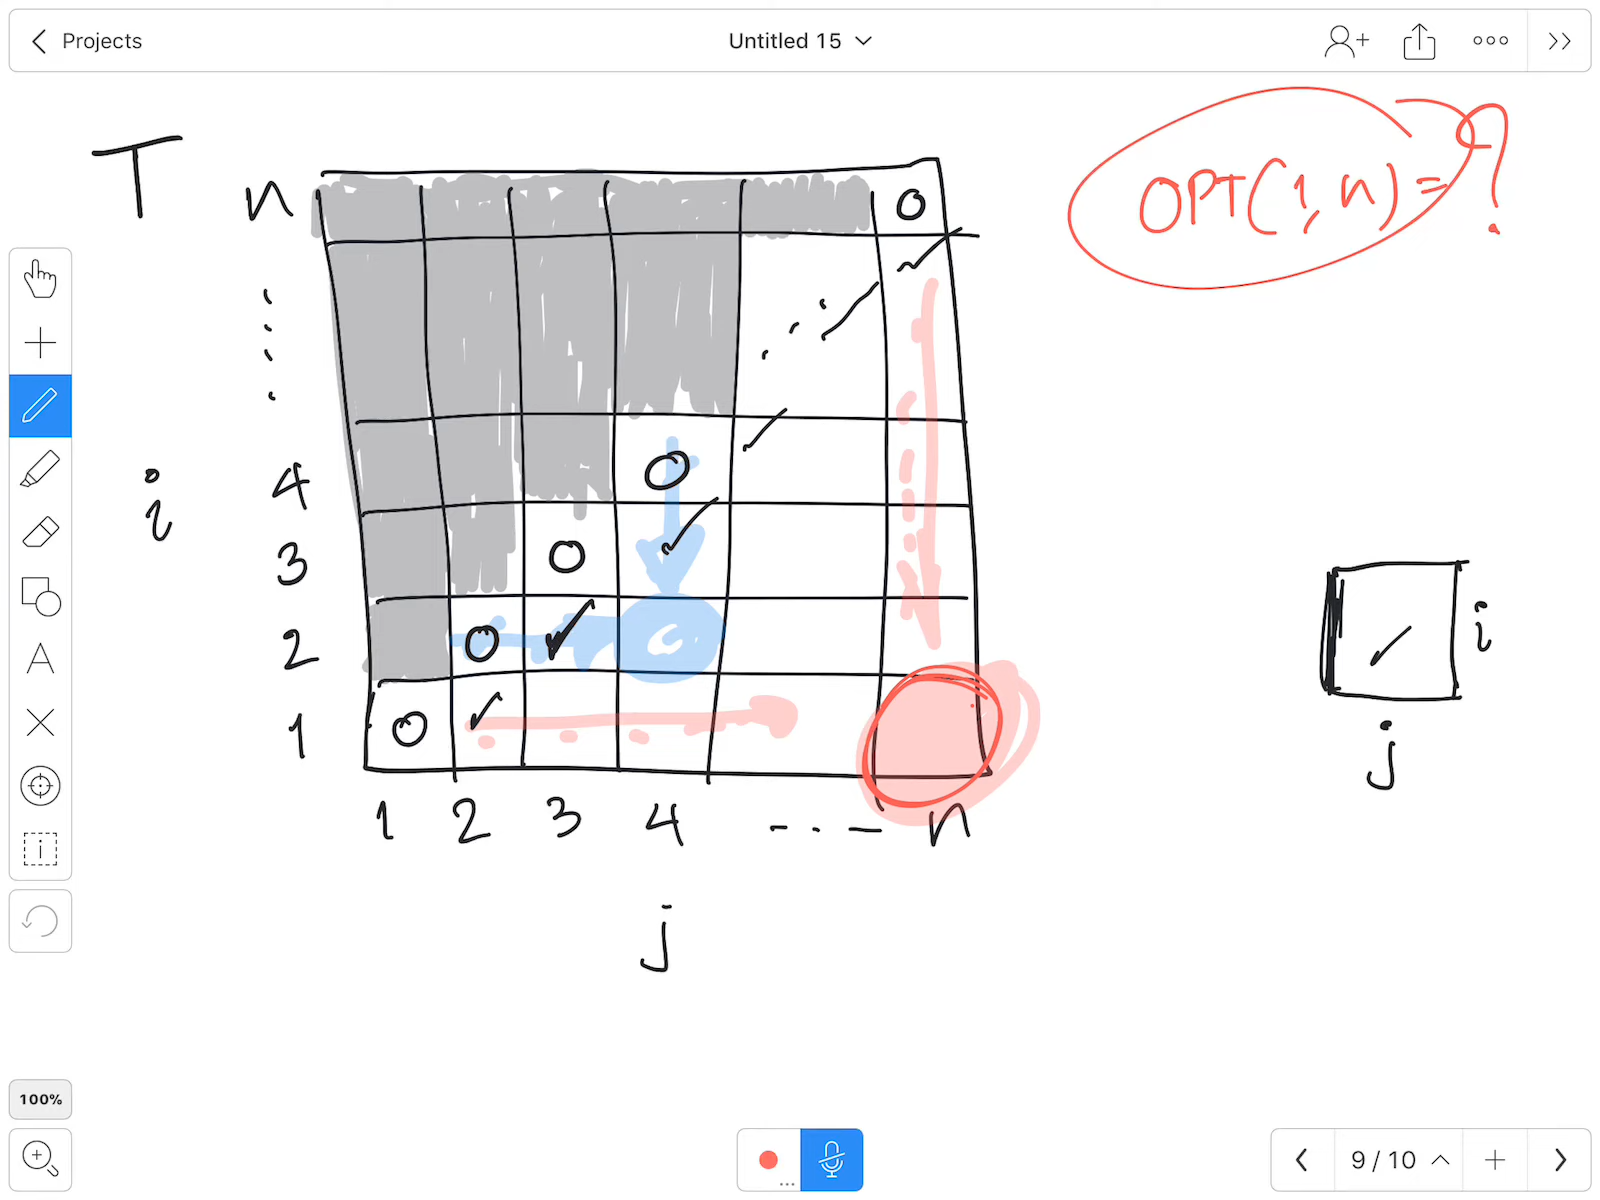 Projects
Untitled 15
T
n
0
OPT(1,n)=?
i
4
0
3
0
2
0
1
0
i
j
1 2 3 4 --- n
j
100%
9 / 10